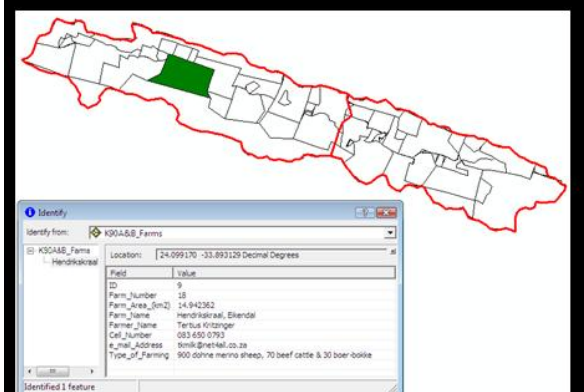 Identify
Identify from: K90A&B_Farms
K90A&B_Farms
Hendrikskraal
Location: 24.099170 -33.893129 Decimal Degrees
Field Value
ID 9
Farm_Number 18
Farm_Area_(km2) 14.942362
Farm_Name Hendrikskraal, Eikendal
Farmer_Name Tertius Kritzinger
Cell_Number 083 650 0793
e_mail_Address tkmilk@net4all.co.za
Type_of_Farming 900 dohne merino sheep, 70 beef cattle & 30 boer-bokke
Identified 1 feature